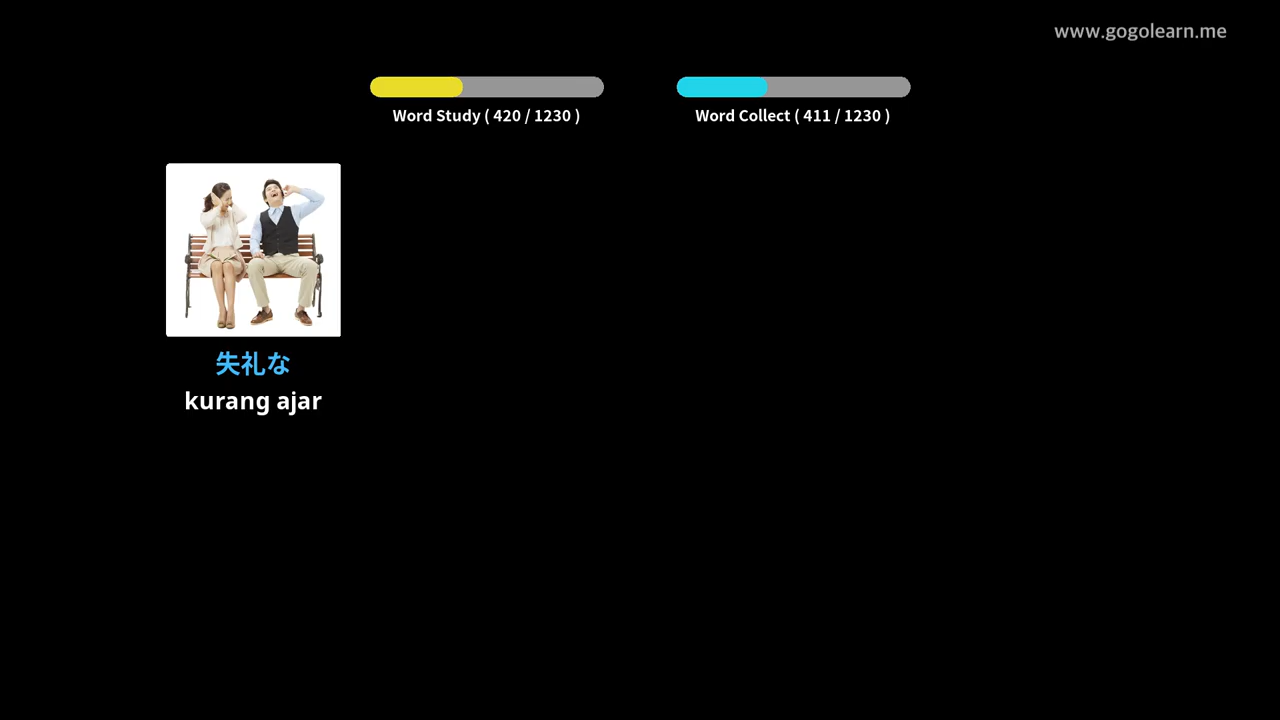 www.gogolearn.me
Word Study ( 420 / 1230 )
Word Collect ( 411 / 1230 )
失礼な
kurang ajar